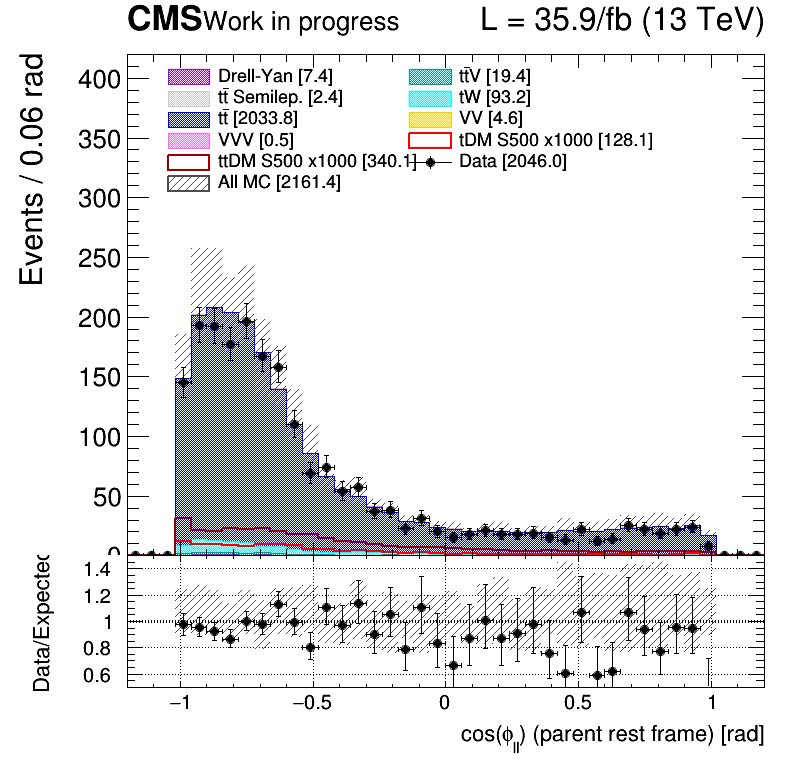 CMS Work in progress L = 35.9/fb (13 TeV)
Events / 0.06 rad
400
350
300
250
200
150
100
50
0
Drell-Yan [7.4] tt̄V [19.4]
tt̄ Semilep. [2.4] tW [93.2]
tt̄ [2033.8] VV [4.6]
VVV [0.5] tDM S500 x1000 [128.1]
ttDM S500 x1000 [340.1] Data [2046.0]
All MC [2161.4]
Data/Expected
1.4
1.2
1
0.8
0.6
−1 −0.5 0 0.5 1
cos(ϕ_ll) (parent rest frame) [rad]